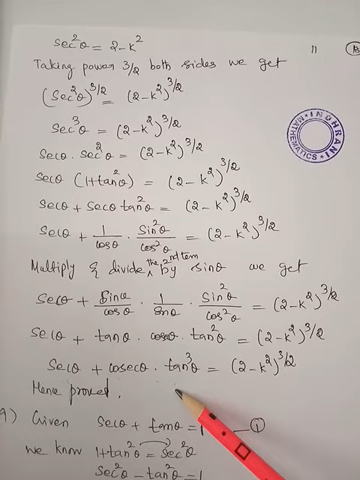 sec²θ = 2 - k²
11
Taking power 3/2 both sides we get
(sec²θ)^3/2 = (2 - k²)^3/2
sec³θ = (2 - k²)^3/2
INDHRANI
MATHEMATICS
secθ . sec²θ = (2 - k²)^3/2
secθ (1+tan²θ) = (2 - k²)^3/2
secθ + secθ tan²θ = (2 - k²)^3/2
secθ + 1/cosθ . sin²θ/cos²θ = (2 - k²)^3/2
Multiply & divide the 2nd term by sinθ we get
secθ + sinθ/cosθ . 1/sinθ . sin²θ/cos²θ = (2 - k²)^3/2
secθ + tanθ . cosecθ . tan²θ = (2 - k²)^3/2
secθ + cosecθ . tan³θ = (2 - k²)^3/2
Hence proved.
9) Given secθ + tanθ = 1
we know 1+tan²θ = sec²θ
sec²θ - tan²θ = 1